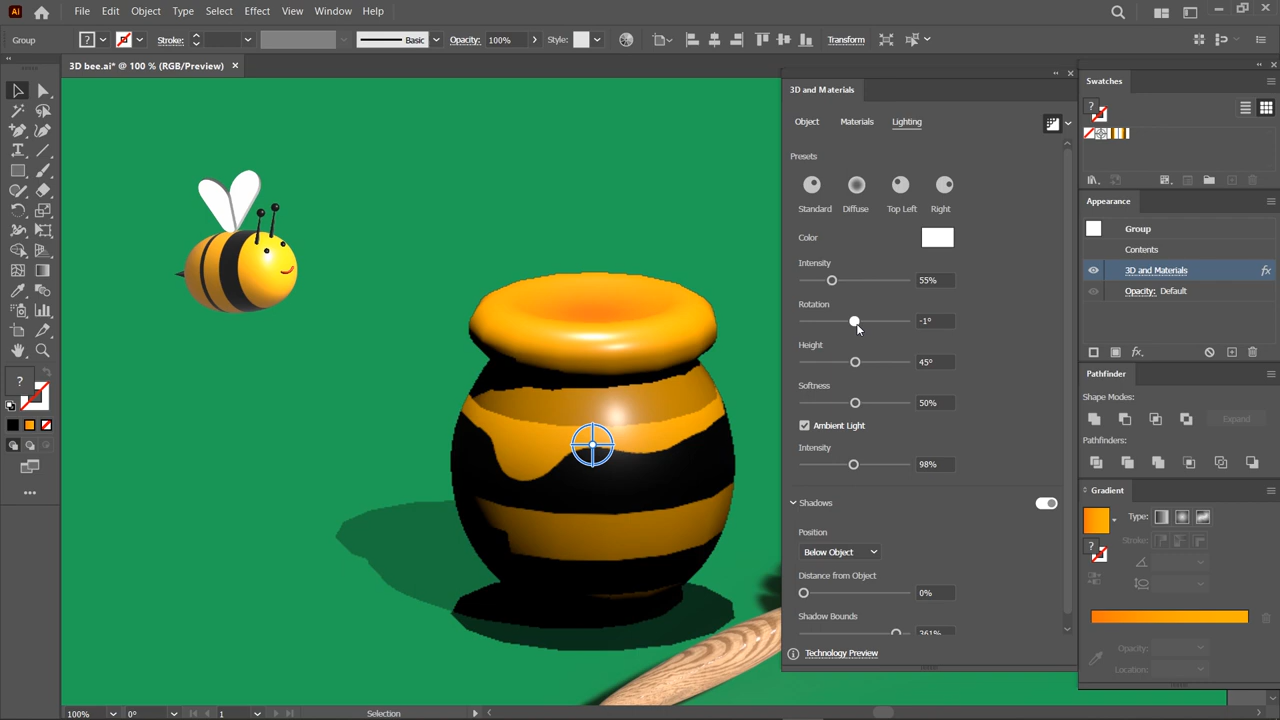 Ai File Edit Object Type Select Effect View Window Help
Group ? Stroke: Basic Opacity: 100% Style: Transform
3D bee.ai* @ 100 % (RGB/Preview)
3D and Materials
Object Materials Lighting
Presets
Standard Diffuse Top Left Right
Color
Intensity
55%
Rotation
-1°
Height
45°
Softness
50%
Ambient Light
Intensity
98%
Shadows
Position
Below Object
Distance from Object
0%
Shadow Bounds
361%
Technology Preview
Swatches
?
Appearance
Group
Contents
3D and Materials fx
Opacity: Default
fx.
Pathfinder
Shape Modes:
Expand
Pathfinders:
Gradient
Type:
Stroke:
?
Opacity:
Location:
?
100% 0° 1 Selection